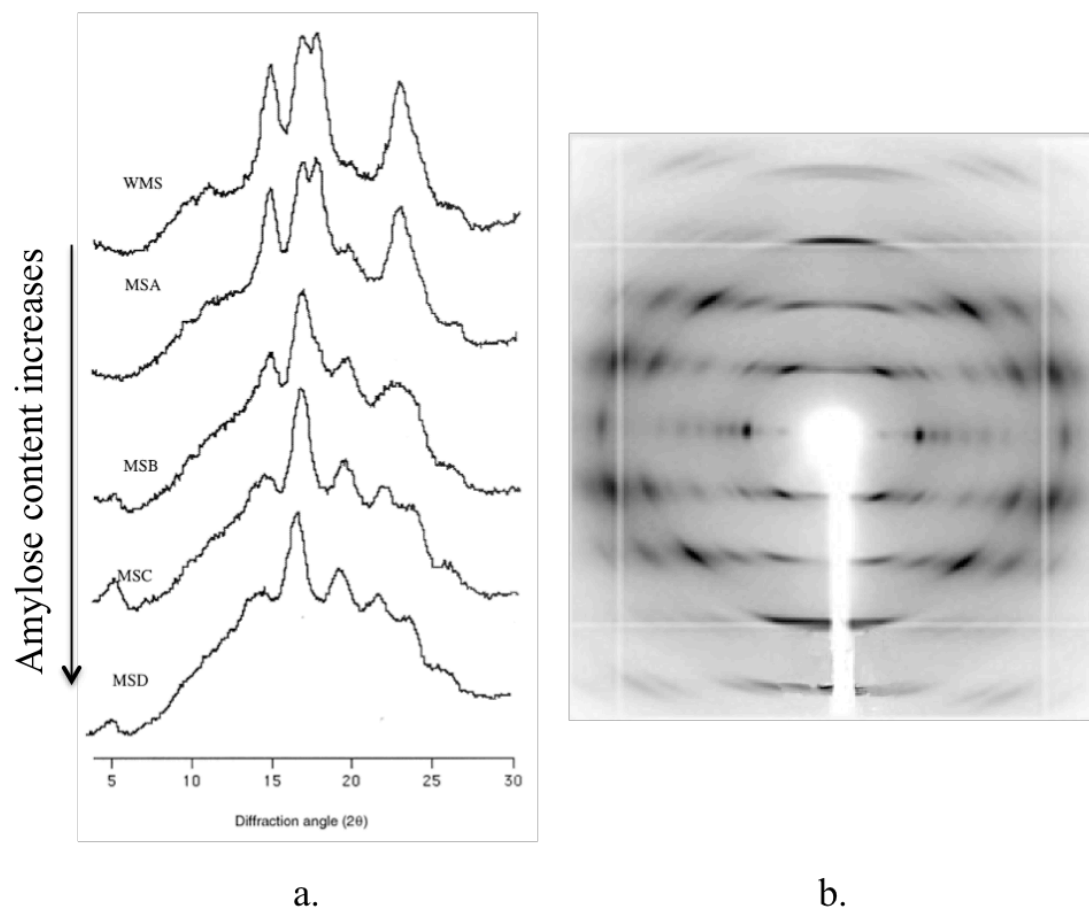 Amylose content increases
WMS
MSA
MSB
MSC
MSD
5 10 15 20 25 30
Diffraction angle (2θ)
a.
b.